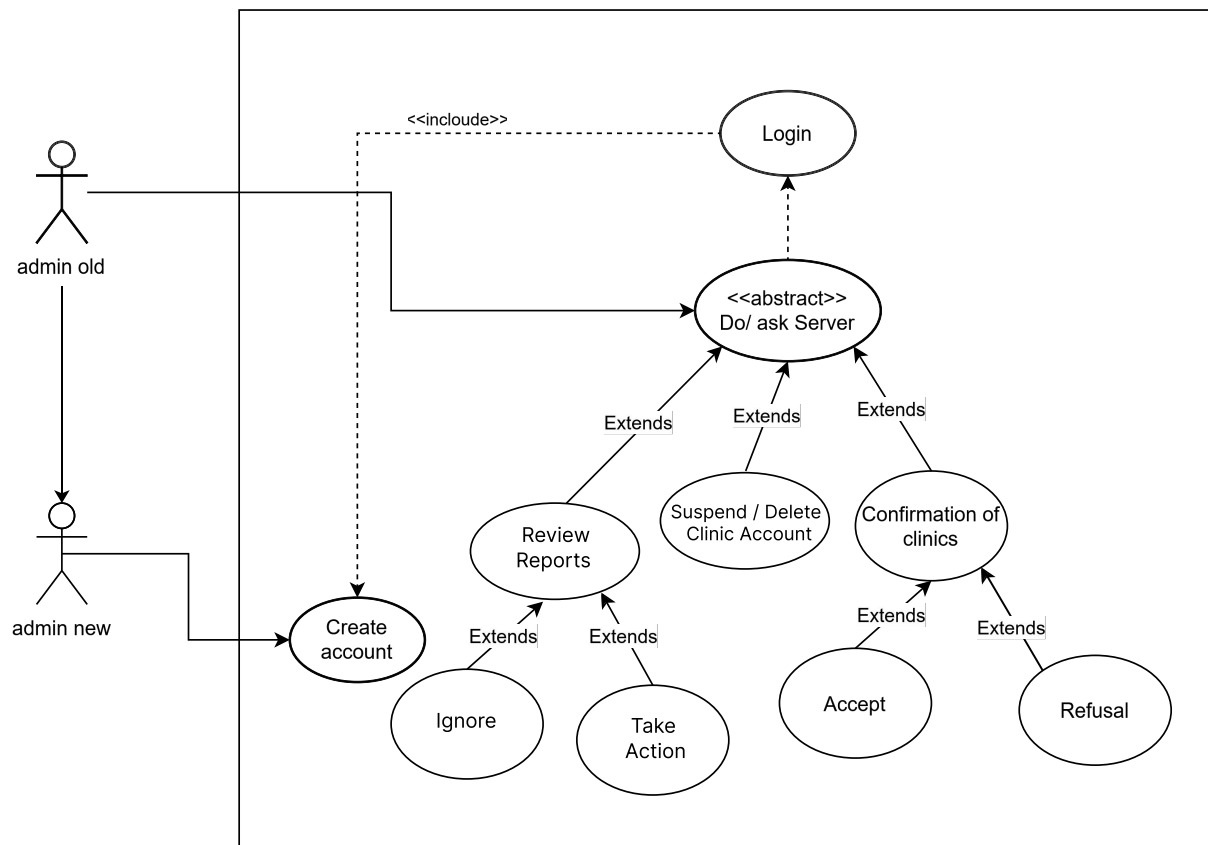 <<incloude>>
Login
admin old
<<abstract>>
Do/ ask Server
Extends
Extends
Extends
Review
Reports
Suspend / Delete
Clinic Account
Confirmation of
clinics
admin new
Create
account
Extends
Extends
Extends
Extends
Ignore
Take
Action
Accept
Refusal